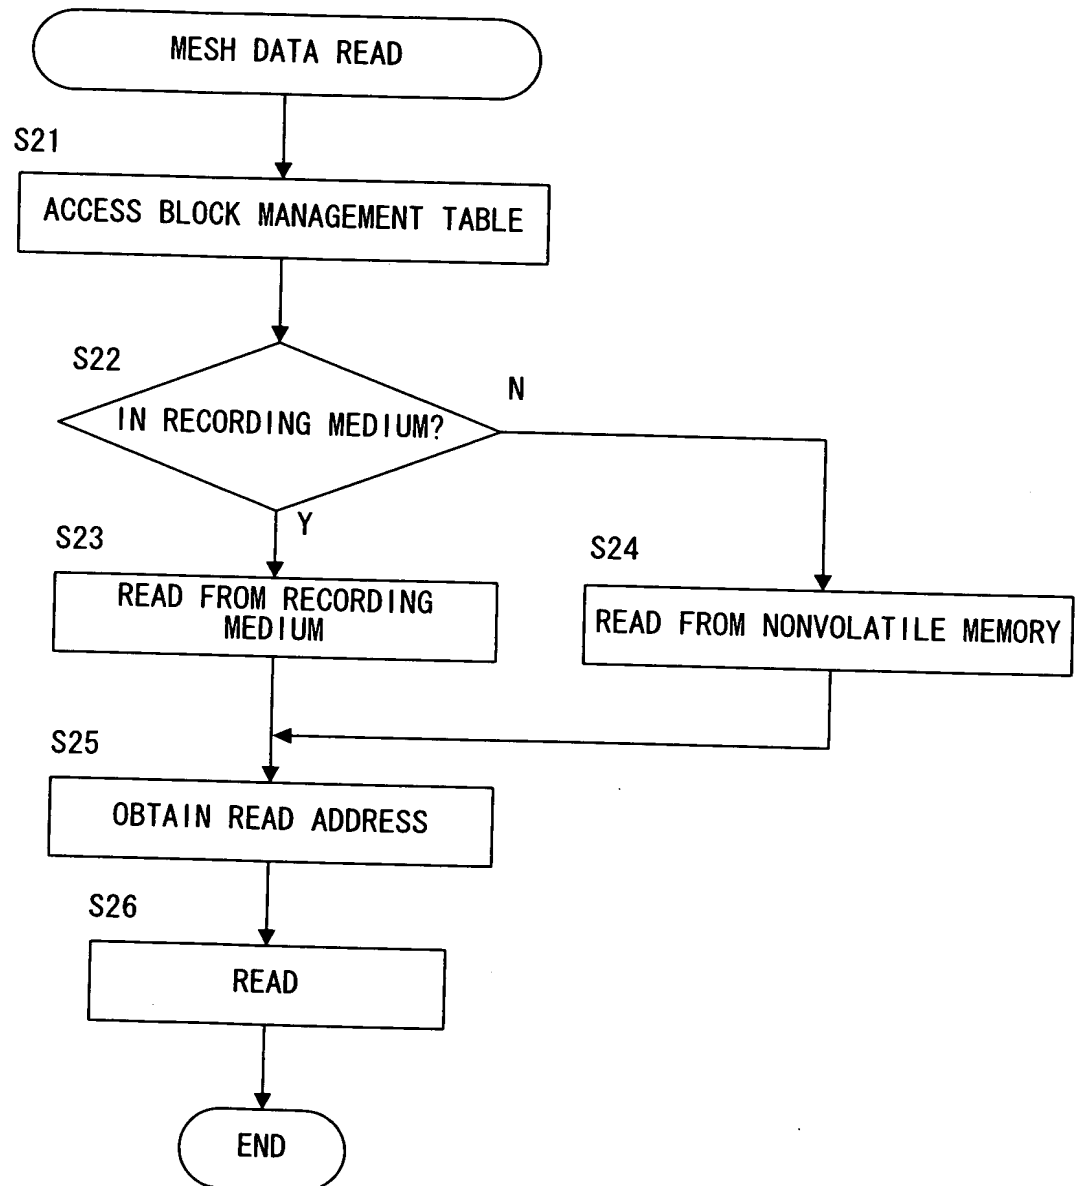 MESH DATA READ
S21
ACCESS BLOCK MANAGEMENT TABLE
S22
IN RECORDING MEDIUM?
N
Y
S23
READ FROM RECORDING
MEDIUM
S24
READ FROM NONVOLATILE MEMORY
S25
OBTAIN READ ADDRESS
S26
READ
END